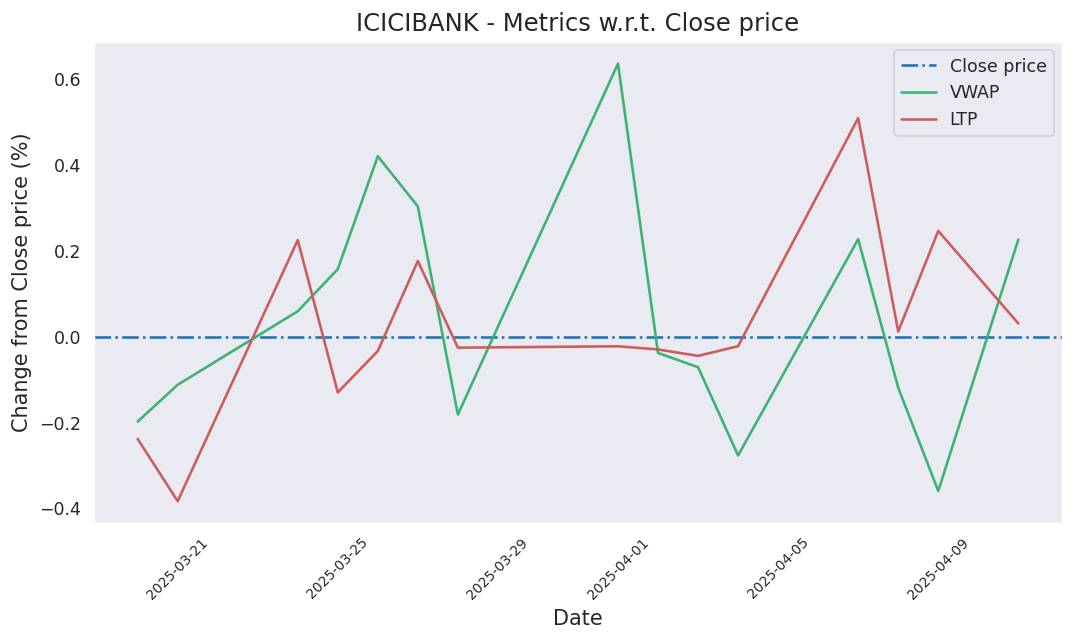 ICICIBANK - Metrics w.r.t. Close price
Close price
VWAP
LTP
Change from Close price (%)
0.6
0.4
0.2
0.0
−0.2
−0.4
2025-03-21
2025-03-25
2025-03-29
2025-04-01
2025-04-05
2025-04-09
Date